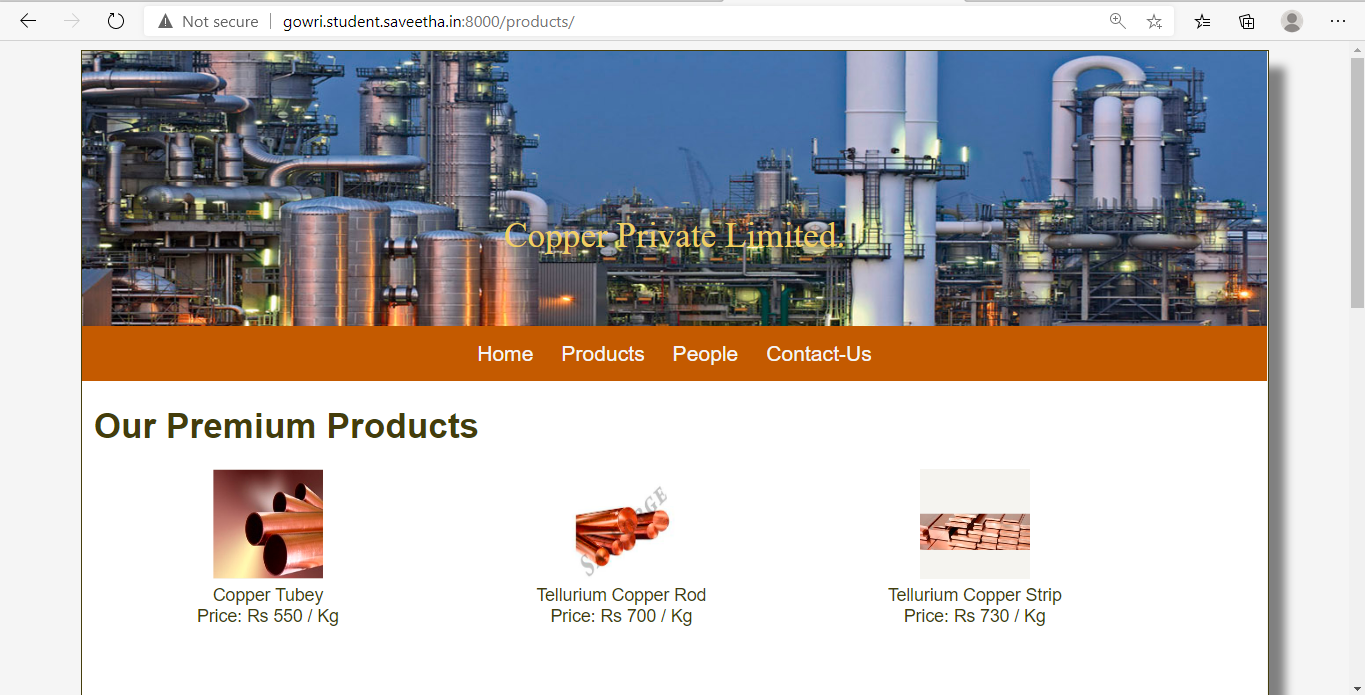 Not secure | gowri.student.saveetha.in:8000/products/
Copper Private Limited.
Home Products People Contact-Us
Our Premium Products
Copper Tubey Tellurium Copper Rod Tellurium Copper Strip
Price: Rs 550 / Kg Price: Rs 700 / Kg Price: Rs 730 / Kg